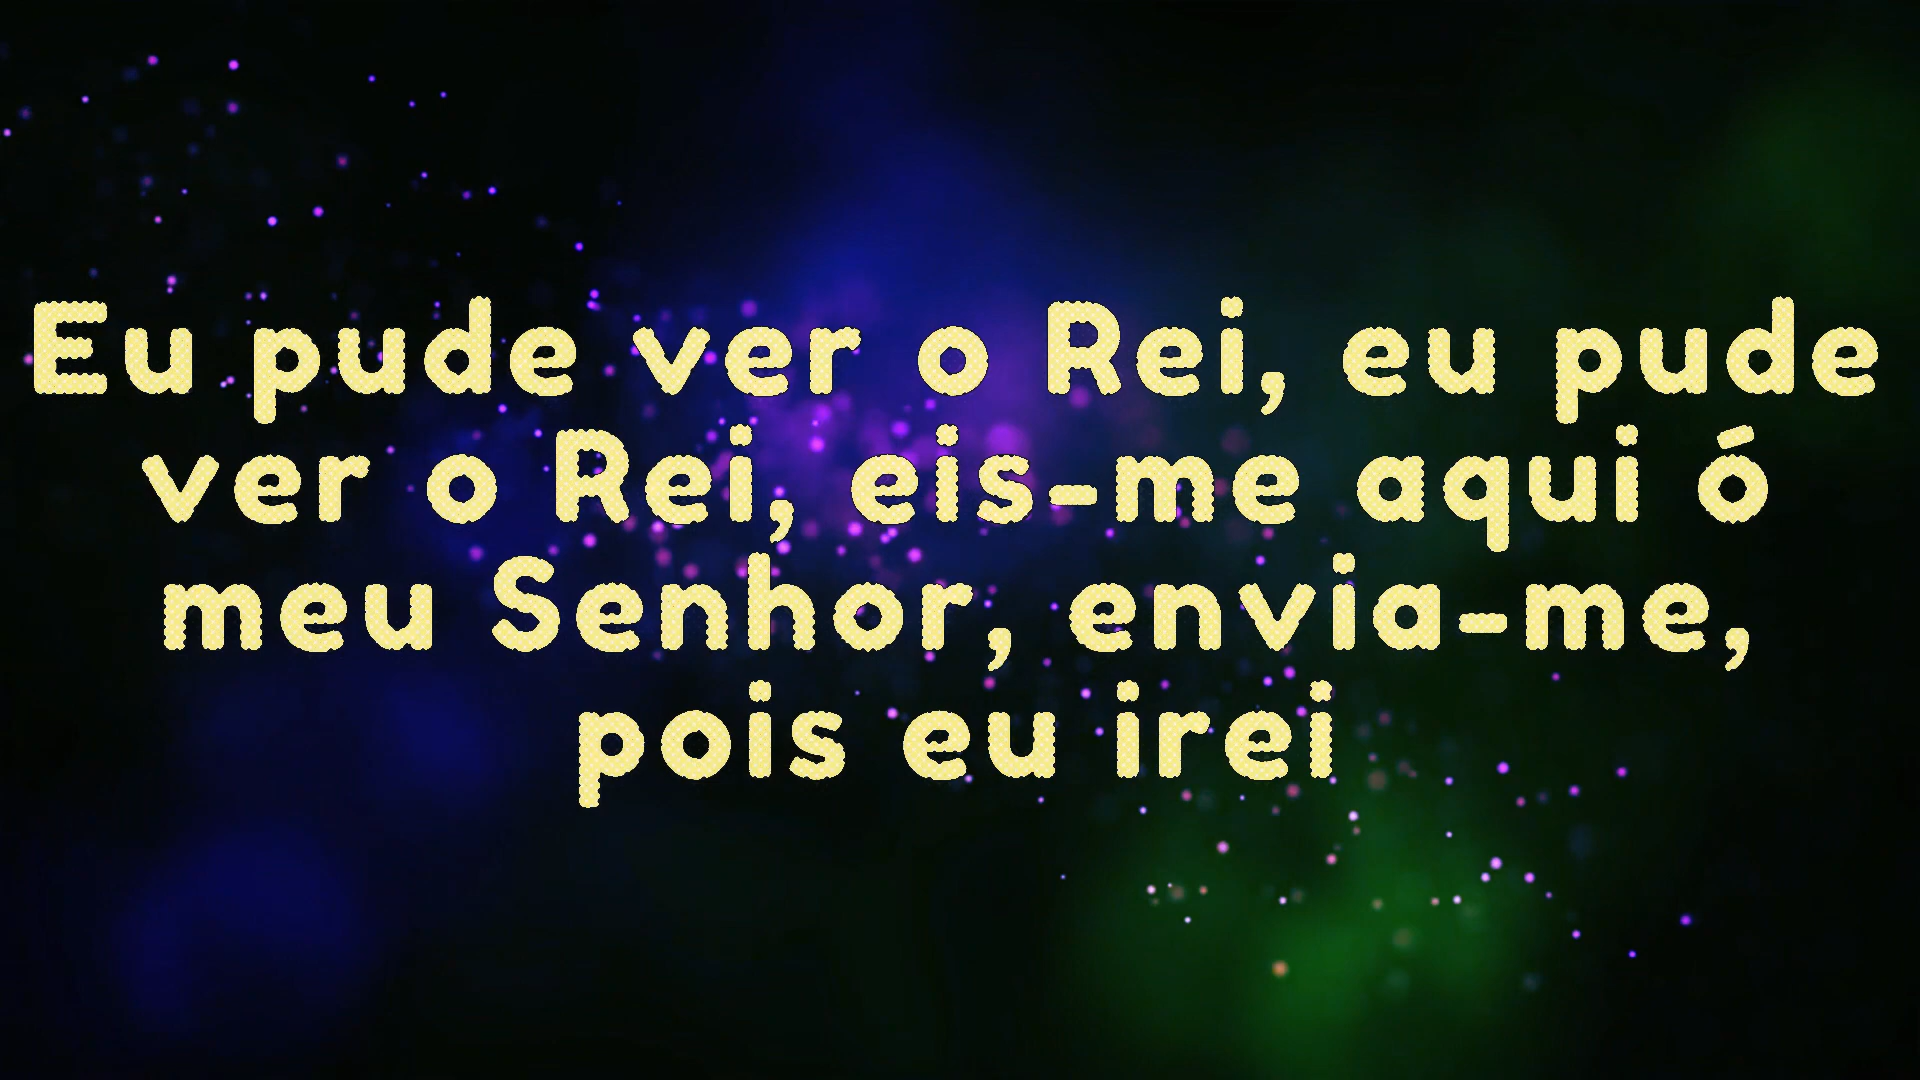 Eu pude ver o Rei, eu pude
ver o Rei, eis-me aqui ó
meu Senhor, envia-me,
pois eu irei